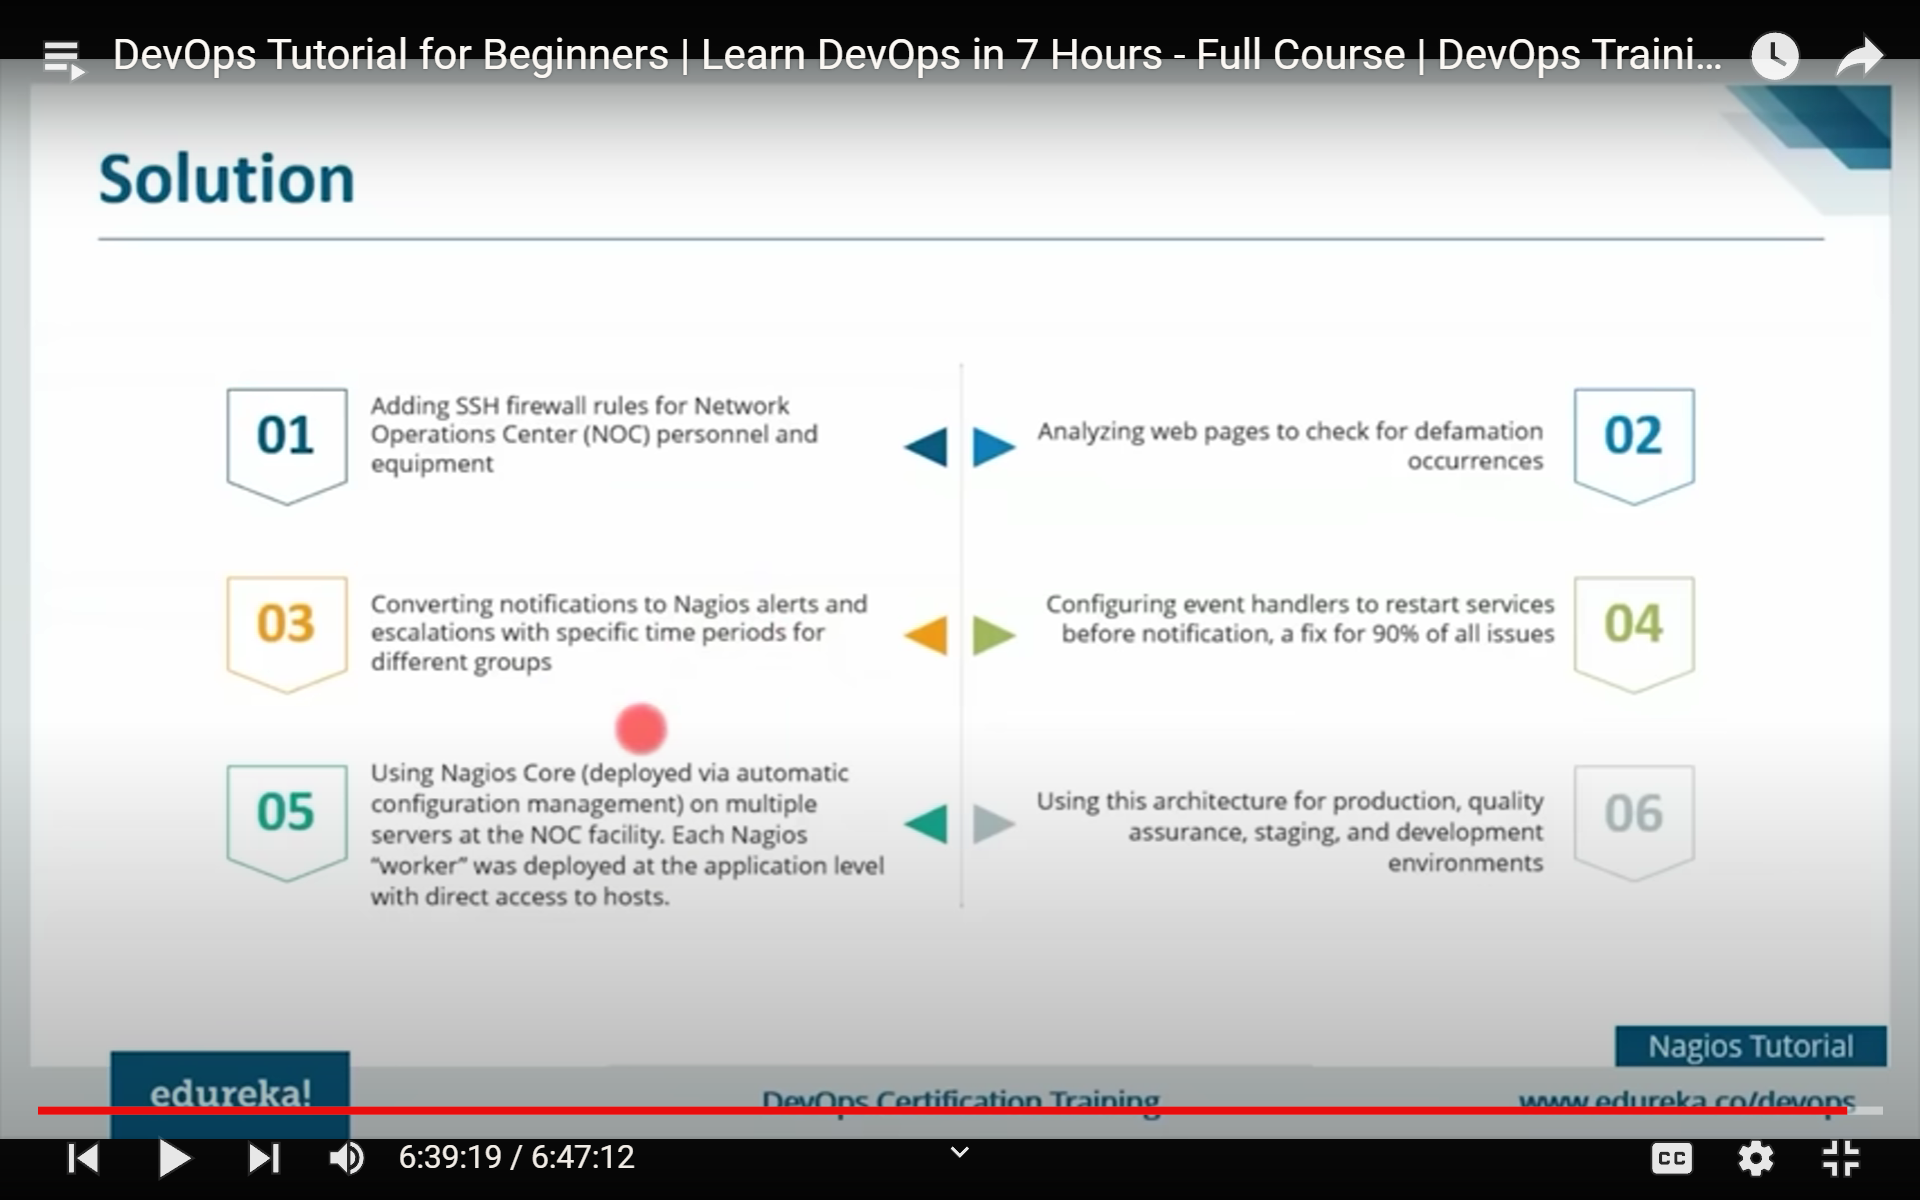 DevOps Tutorial for Beginners | Learn DevOps in 7 Hours - Full Course | DevOps Traini...
Solution
01
Adding SSH firewall rules for Network
Operations Center (NOC) personnel and
equipment
02
Analyzing web pages to check for defamation
occurrences
03
Converting notifications to Nagios alerts and
escalations with specific time periods for
different groups
04
Configuring event handlers to restart services
before notification, a fix for 90% of all issues
05
Using Nagios Core (deployed via automatic
configuration management) on multiple
servers at the NOC facility. Each Nagios
“worker” was deployed at the application level
with direct access to hosts.
06
Using this architecture for production, quality
assurance, staging, and development
environments
Nagios Tutorial
edureka!
DevOps Certification Training
www.edureka.co/devops
6:39:19 / 6:47:12
CC